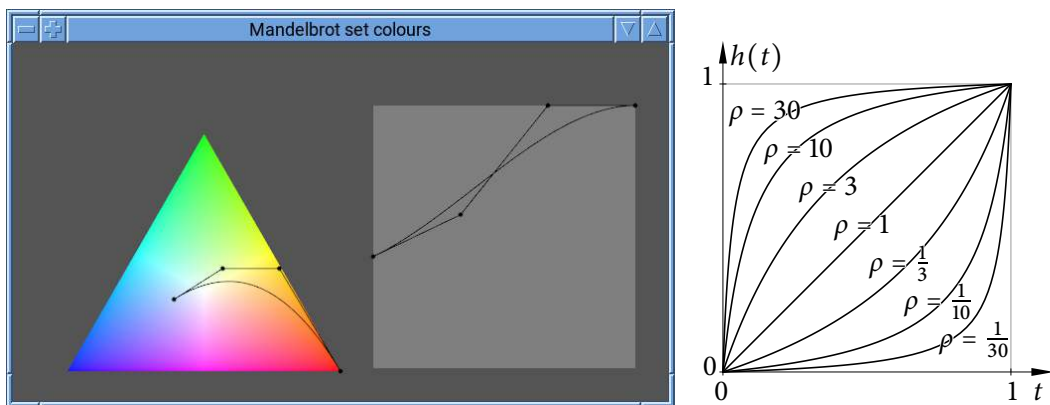 Mandelbrot set colours
h(t)
1
ρ = 30
ρ = 10
ρ = 3
ρ = 1
ρ = 1/3
ρ = 1/10
ρ = 1/30
0
0 1 t